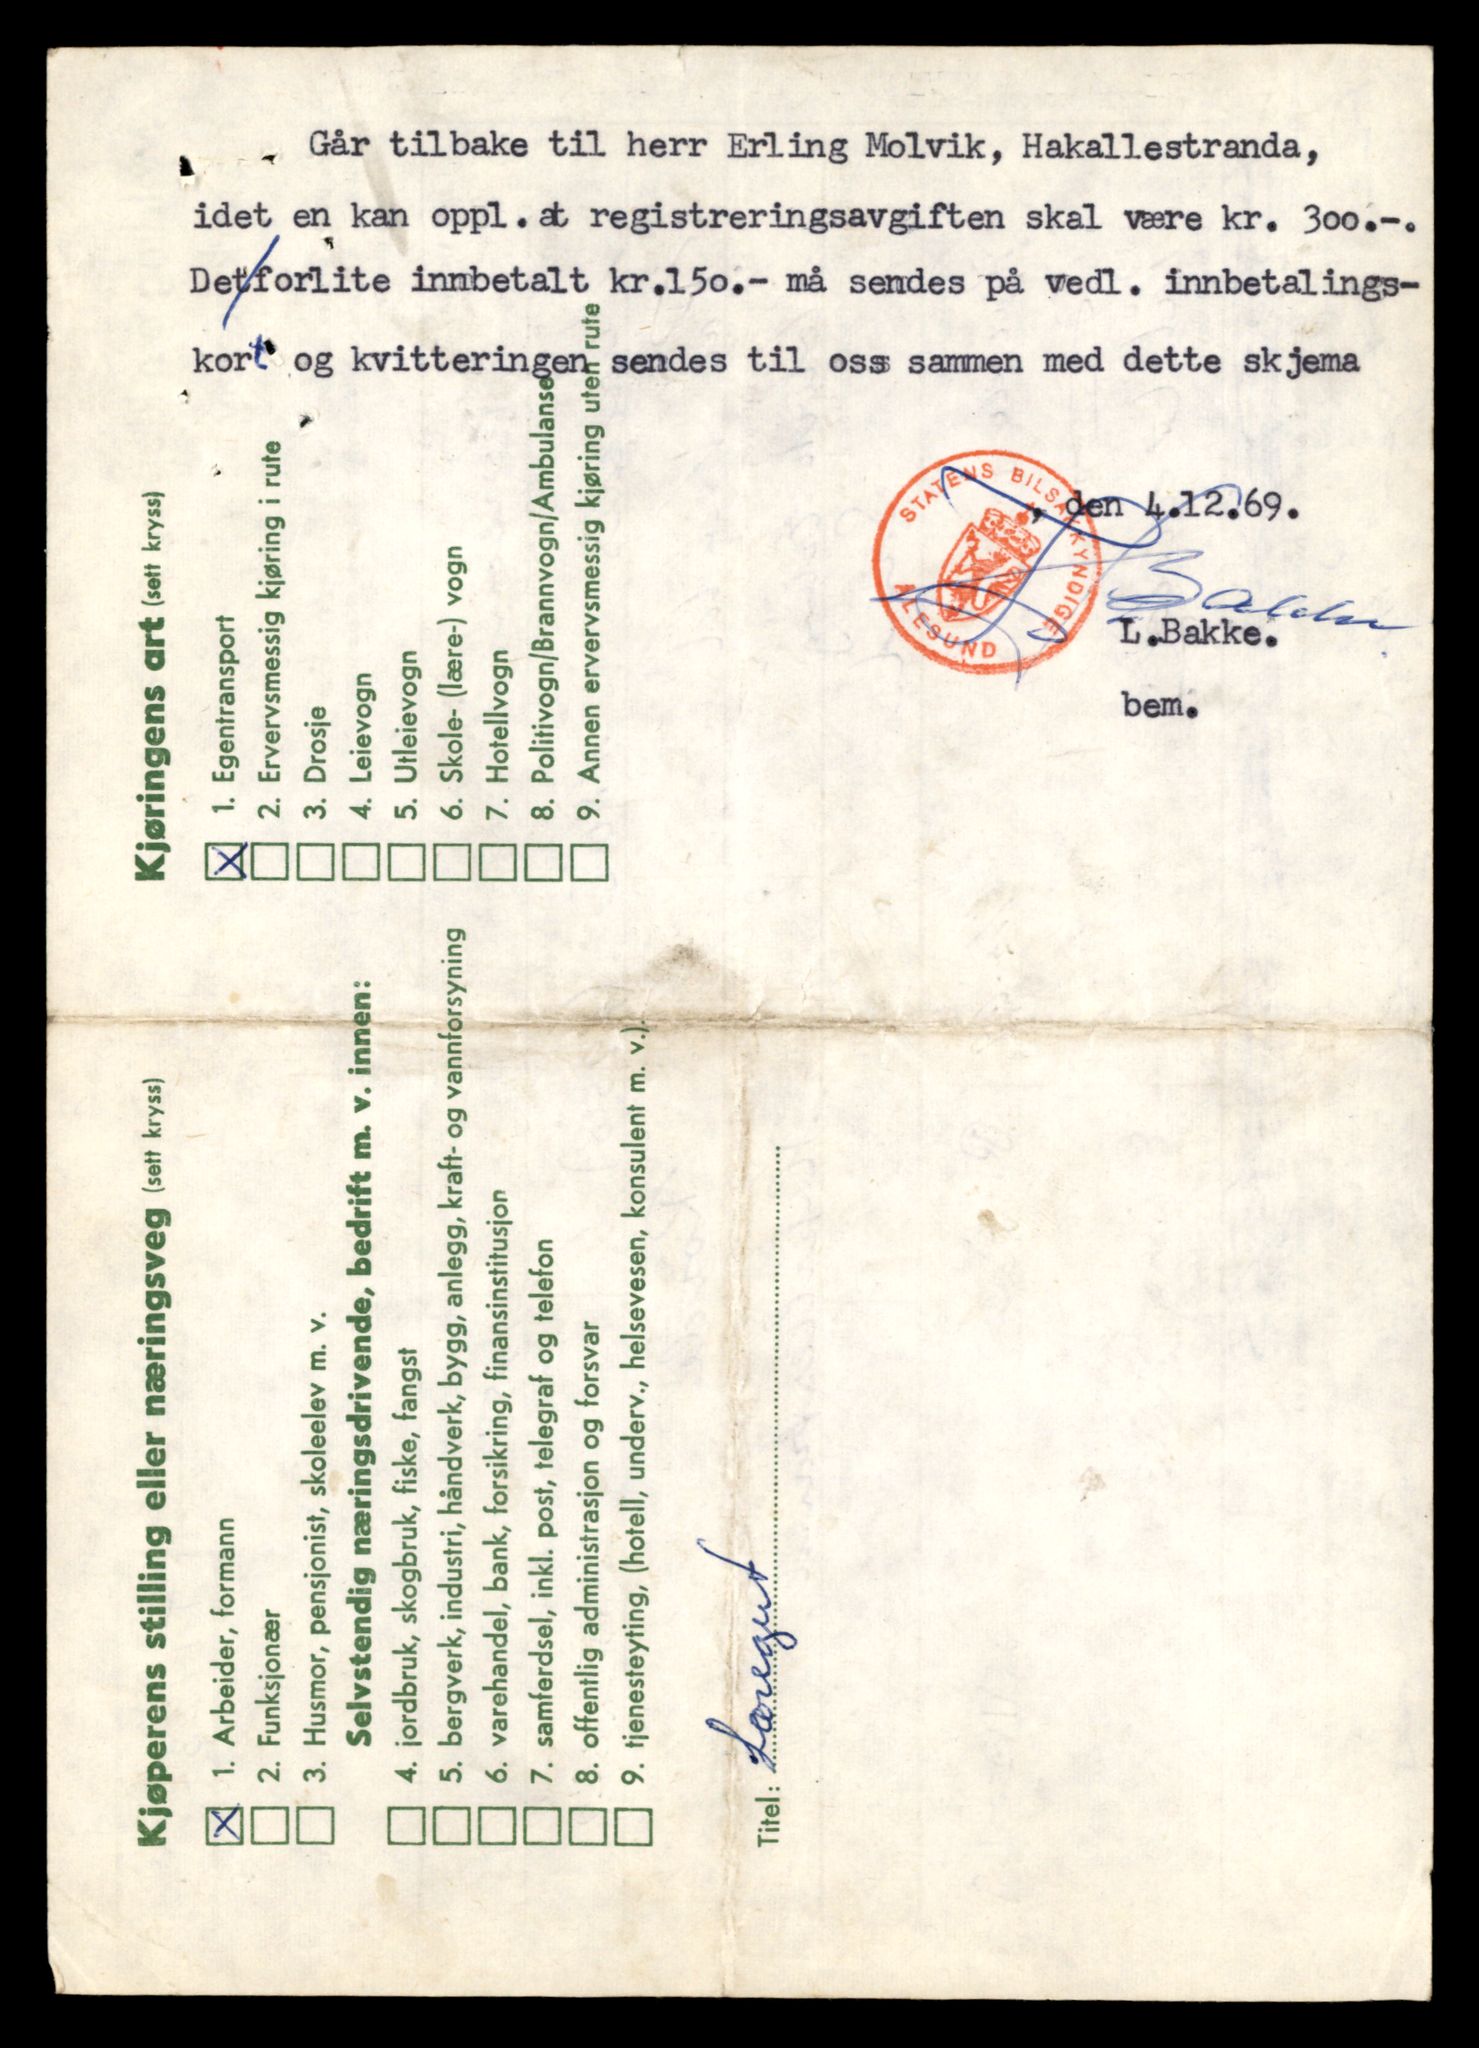 Går tilbake til herr Erling Molvik, Hakallestranda,
idet en kan oppl. at registreringsavgiften skal være kr. 300.-.
Det/forlite innbetalt kr.150.- må sendes på vedl. innbetalings-
kort og kvitteringen sendes til oss sammen med dette skjema
, den 4.12.69.
STATENS BILSAKKYNDIGE
ÅLESUND
L.Bakke.
bem.
Kjøringens art (sett kryss)
X 1. Egentransport
2. Ervervsmessig kjøring i rute
3. Drosje
4. Leievogn
5. Utleievogn
6. Skole- (lære-) vogn
7. Hotellvogn
8. Politivogn/Brannvogn/Ambulanse
9. Annen ervervsmessig kjøring uten rute
Kjøperens stilling eller næringsveg (sett kryss)
X 1. Arbeider, formann
2. Funksjonær
3. Husmor, pensjonist, skoleelev m. v.
Selvstendig næringsdrivende, bedrift m. v. innen:
4. jordbruk, skogbruk, fiske, fangst
5. bergverk, industri, håndverk, bygg, anlegg, kraft- og vannforsyning
6. varehandel, bank, forsikring, finansinstitusjon
7. samferdsel, inkl. post, telegraf og telefon
8. offentlig administrasjon og forsvar
9. tjenesteyting, (hotell, underv., helsevesen, konsulent m. v.).
Titel: